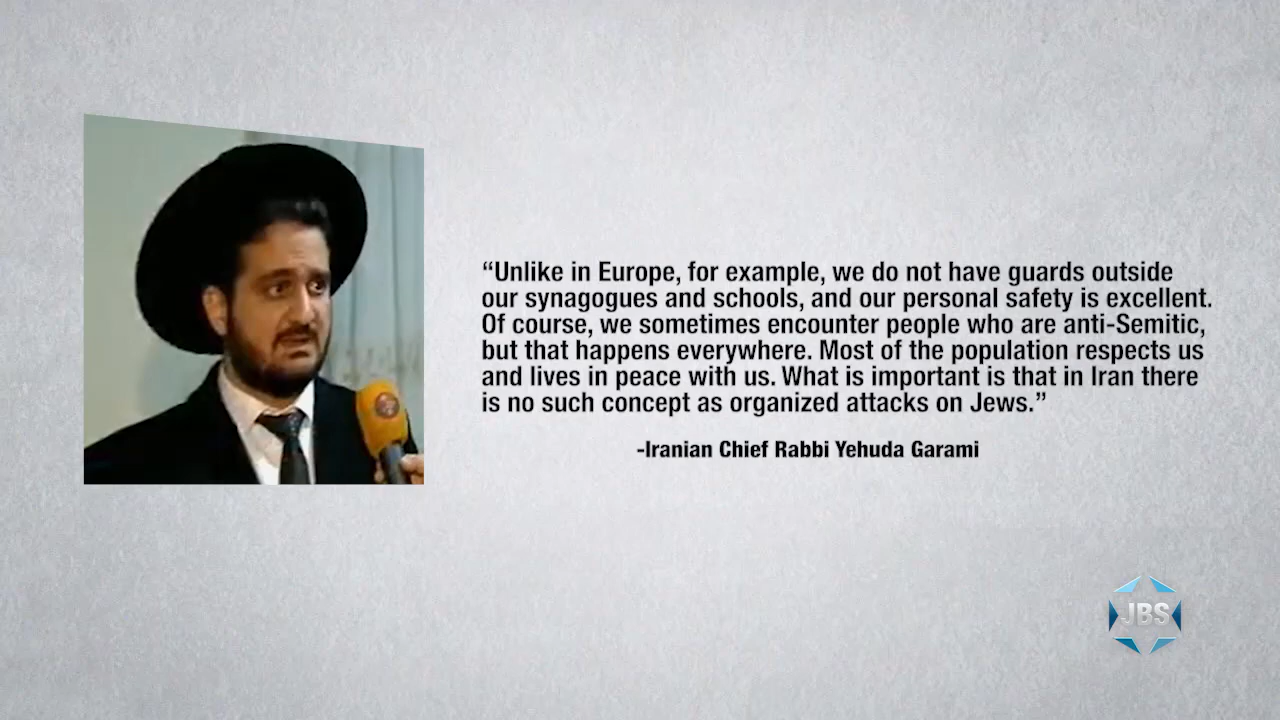 “Unlike in Europe, for example, we do not have guards outside
our synagogues and schools, and our personal safety is excellent.
Of course, we sometimes encounter people who are anti-Semitic,
but that happens everywhere. Most of the population respects us
and lives in peace with us. What is important is that in Iran there
is no such concept as organized attacks on Jews.”
-Iranian Chief Rabbi Yehuda Garami
JBS